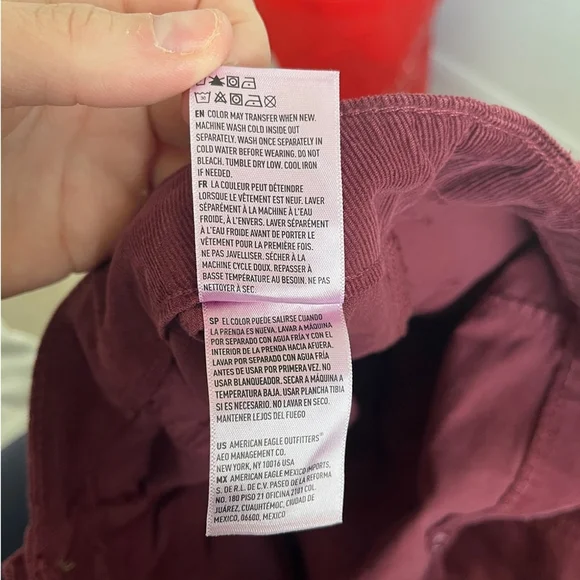 EN COLOR MAY TRANSFER WHEN NEW.
MACHINE WASH COLD INSIDE OUT
SEPARATELY. WASH ONCE SEPARATELY IN
COLD WATER BEFORE WEARING. DO NOT
BLEACH. TUMBLE DRY LOW. COOL IRON
IF NEEDED.
FR LA COULEUR PEUT DÉTEINDRE
LORSQUE LE VÊTEMENT EST NEUF. LAVER
SÉPARÉMENT À LA MACHINE À L'EAU
FROIDE, À L'ENVERS. LAVER SÉPARÉMENT
À L'EAU FROIDE AVANT DE PORTER LE
VÊTEMENT POUR LA PREMIÈRE FOIS.
NE PAS JAVELLISER. SÉCHER À LA
MACHINE CYCLE DOUX. REPASSER À
BASSE TEMPÉRATURE AU BESOIN. NE PAS
NETTOYER À SEC.
SP EL COLOR PUEDE SALIRSE CUANDO
LA PRENDA ES NUEVA. LAVAR A MÁQUINA
POR SEPARADO CON AGUA FRÍA Y CON EL
INTERIOR DE LA PRENDA HACIA AFUERA.
LAVAR POR SEPARADO CON AGUA FRÍA
ANTES DE USAR POR PRIMERA VEZ. NO
USAR BLANQUEADOR. SECAR A MÁQUINA A
TEMPERATURA BAJA. USAR PLANCHA TIBIA
SI ES NECESARIO. NO LAVAR EN SECO.
MANTENER LEJOS DEL FUEGO
US AMERICAN EAGLE OUTFITTERS®
AEO MANAGEMENT CO.
NEW YORK, NY 10016 USA
MX AMERICAN EAGLE MEXICO IMPORTS,
S. DE R.L. DE C.V. PASEO DE LA REFORMA
NO. 180 PISO 21 OFICINA 2101 COL.
JUÁREZ, CUAUHTÉMOC, CIUDAD DE
MÉXICO, 06600, MEXICO